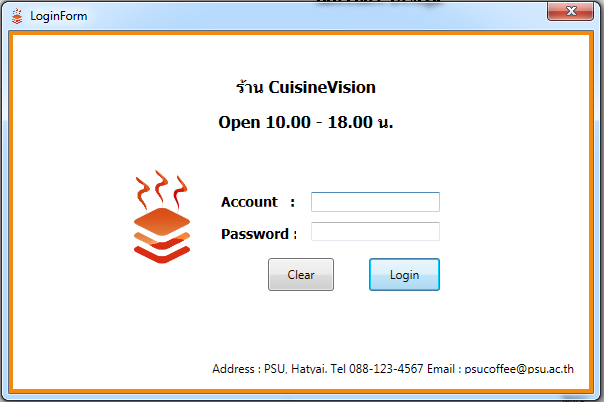 LoginForm
ร้าน CuisineVision
Open 10.00 - 18.00 น.
Account :
Password :
Clear Login
Address : PSU, Hatyai. Tel 088-123-4567 Email : psucoffee@psu.ac.th